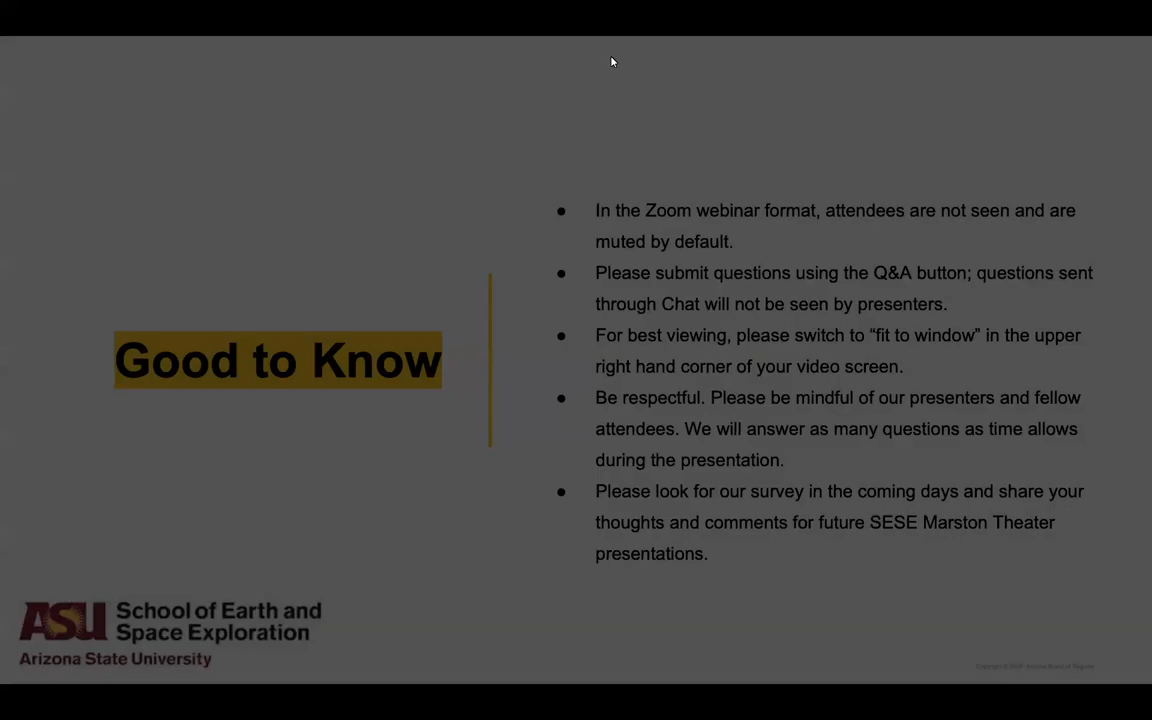 Good to Know
● In the Zoom webinar format, attendees are not seen and are
muted by default.
● Please submit questions using the Q&A button; questions sent
through Chat will not be seen by presenters.
● For best viewing, please switch to “fit to window” in the upper
right hand corner of your video screen.
● Be respectful. Please be mindful of our presenters and fellow
attendees. We will answer as many questions as time allows
during the presentation.
● Please look for our survey in the coming days and share your
thoughts and comments for future SESE Marston Theater
presentations.
ASU School of Earth and
Space Exploration
Arizona State University
Copyright © Arizona Board of Regents